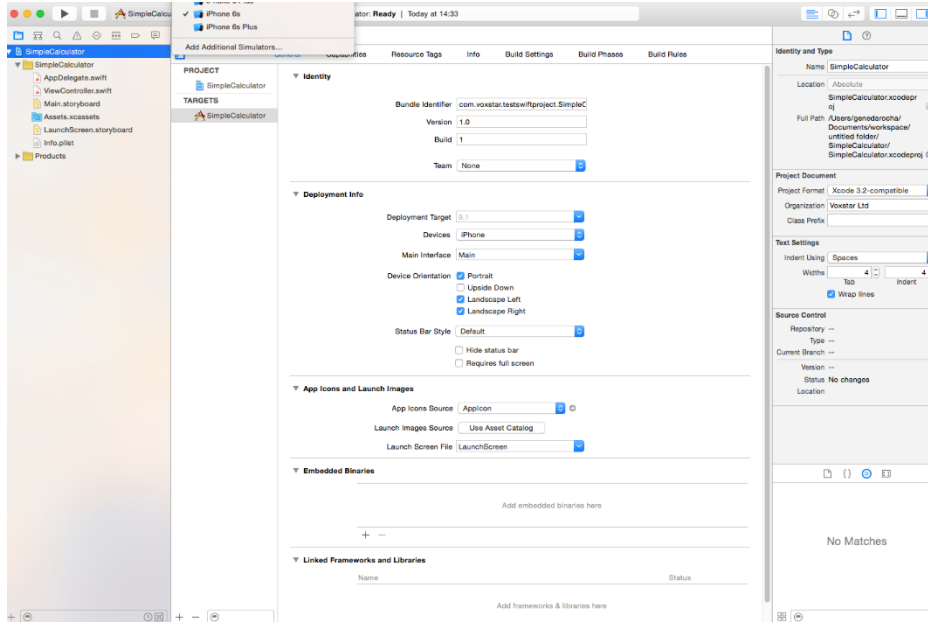 SimpleCalcu
iPhone 6s
iPhone 6s Plus
Add Additional Simulators...
ator: Ready | Today at 14:33
SimpleCalculator
SimpleCalculator
AppDelegate.swift
ViewController.swift
Main.storyboard
Assets.xcassets
LaunchScreen.storyboard
Info.plist
Products
Resource Tags
Info
Build Settings
Build Phases
Build Rules
PROJECT
SimpleCalculator
TARGETS
SimpleCalculator
Identity
Bundle Identifier com.voxstar.testswiftproject.SimpleC
Version 1.0
Build 1
Team None
Deployment Info
Deployment Target 9.1
Devices iPhone
Main Interface Main
Device Orientation Portrait
Upside Down
Landscape Left
Landscape Right
Status Bar Style Default
Hide status bar
Requires full screen
App Icons and Launch Images
App Icons Source AppIcon
Launch Images Source Use Asset Catalog
Launch Screen File LaunchScreen
Embedded Binaries
Add embedded binaries here
Linked Frameworks and Libraries
Name Status
Add frameworks & libraries here
Identity and Type
Name SimpleCalculator
Location Absolute
SimpleCalculator.xcodepr
oj
Full Path /Users/genedarocha/
Documents/workspace/
untitled folder/
SimpleCalculator/
SimpleCalculator.xcodeproj
Project Document
Project Format Xcode 3.2-compatible
Organization Voxstar Ltd
Class Prefix
Text Settings
Indent Using Spaces
Widths 4 4
Tab Indent
Wrap lines
Source Control
Repository --
Type --
Current Branch --
Version --
Status No changes
Location
No Matches